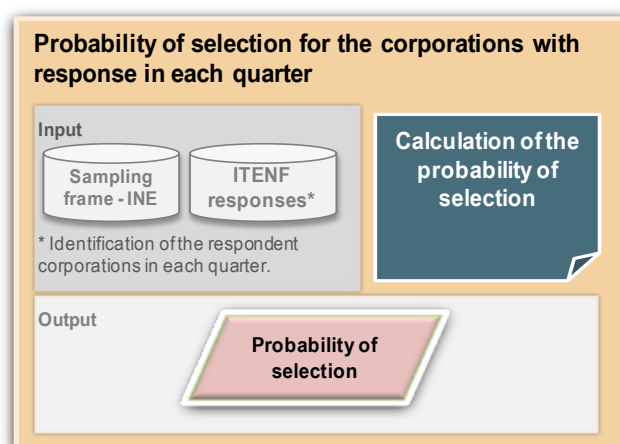 Probability of selection for the corporations with
response in each quarter
Input
Sampling
frame - INE
ITENF
responses*
* Identification of the respondent
corporations in each quarter.
Calculation of the
probability of
selection
Output
Probability of
selection